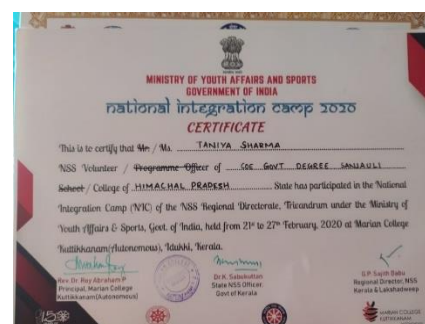 MINISTRY OF YOUTH AFFAIRS AND SPORTS
GOVERNMENT OF INDIA
national integration camp 2020
CERTIFICATE
This is to certify that Mr / Ms. TANIYA SHARMA
NSS Volunteer / Programme Officer of COE GOVT DEGREE SANJAULI
School / College of HIMACHAL PRADESH State has participated in the National
Integration Camp (NIC) of the NSS Regional Directorate, Trivandrum under the Ministry of
Youth Affairs & Sports, Govt. of India, held from 21st to 27th February, 2020 at Marian College
Kuttikkanam(Autonomous), Idukki, Kerala.
Rev. Dr. Roy Abraham P
Principal, Marian College
Kuttikkanam(Autonomous)
Dr K. Sabukuttan
State NSS Officer
Govt of Kerala
G.P. Sajith Babu
Regional Director, NSS
Kerala & Lakshadweep
MARIAN COLLEGE
KUTTIKKANAM